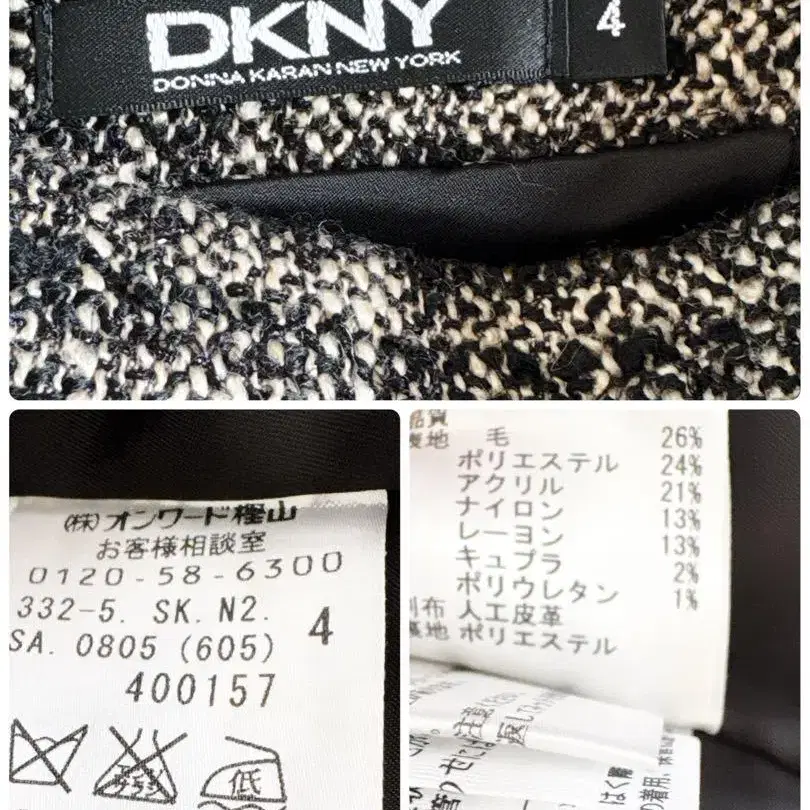 DKNY
DONNA KARAN NEW YORK
4
(株)オンワード樫山
お客様相談室
0120-58-6300
332-5. SK. N2.
4
SA. 0805 (605)
400157
低
品質
表地 毛 26%
ポリエステル 24%
アクリル 21%
ナイロン 13%
レーヨン 13%
キュプラ 2%
ポリウレタン 1%
別布 人工皮革
裏地 ポリエステル